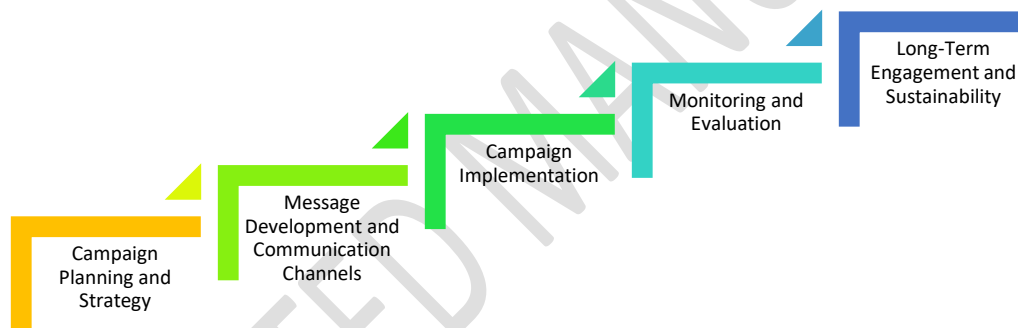 Campaign
Planning and
Strategy
Message
Development and
Communication
Channels
Campaign
Implementation
Monitoring and
Evaluation
Long-Term
Engagement and
Sustainability